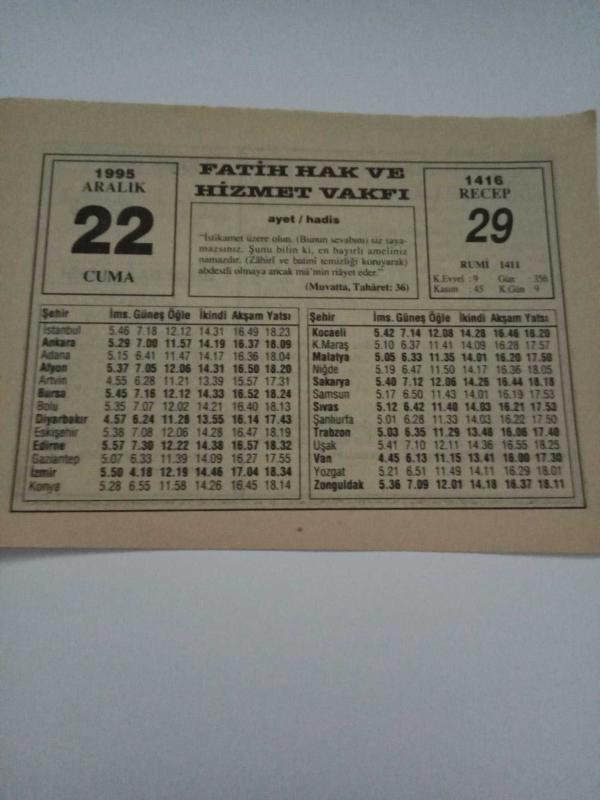 1995
ARALIK
22
CUMA
FATİH HAK VE
HİZMET VAKFI
ayet / hadis
"İstikamet üzere olun. (Bunun sevabını) siz saya-
mazsınız. Şunu bilin ki, en hayırlı ameliniz
namazdır. (Zâhirî ve batınî temizliği koruyarak)
abdestli olmaya ancak mü'min riâyet eder."
(Muvatta, Tahâret: 36)
1416
RECEP
29
RUMİ 1411
K.Evvel : 9 Gün : 356
Kasım : 45 K.Gün : 9
Şehir İms. Güneş Öğle İkindi Akşam Yatsı
İstanbul 5.46 7.18 12.12 14.31 16.49 18.23
Ankara 5.29 7.00 11.57 14.19 16.37 18.09
Adana 5.15 6.41 11.47 14.17 16.36 18.04
Afyon 5.37 7.05 12.06 14.31 16.50 18.20
Artvin 4.55 6.28 11.21 13.39 15.57 17.31
Bursa 5.45 7.16 12.12 14.33 16.52 18.24
Bolu 5.35 7.07 12.02 14.21 16.40 18.13
Diyarbakır 4.57 6.24 11.28 13.55 16.14 17.43
Eskişehir 5.38 7.08 12.06 14.28 16.47 18.19
Edirne 5.57 7.30 12.22 14.38 16.57 18.32
Gaziantep 5.07 6.33 11.39 14.09 16.27 17.55
İzmir 5.50 4.18 12.19 14.46 17.04 18.34
Konya 5.28 6.55 11.58 14.26 16.45 18.14
Şehir İms. Güneş Öğle İkindi Akşam Yatsı
Kocaeli 5.42 7.14 12.08 14.28 16.46 18.20
K.Maraş 5.10 6.37 11.41 14.09 16.28 17.57
Malatya 5.05 6.33 11.35 14.01 16.20 17.50
Niğde 5.19 6.47 11.50 14.17 16.36 18.05
Sakarya 5.40 7.12 12.06 14.26 16.44 18.18
Samsun 5.17 6.50 11.43 14.01 16.19 17.53
Sıvas 5.12 6.42 11.40 14.03 16.21 17.53
Şanlıurfa 5.01 6.28 11.33 14.03 16.22 17.50
Trabzon 5.03 6.35 11.29 13.48 16.06 17.40
Uşak 5.41 7.10 12.11 14.36 16.55 18.25
Van 4.45 6.13 11.15 13.41 16.00 17.30
Yozgat 5.21 6.51 11.49 14.11 16.29 18.01
Zonguldak 5.36 7.09 12.01 14.18 16.37 18.11